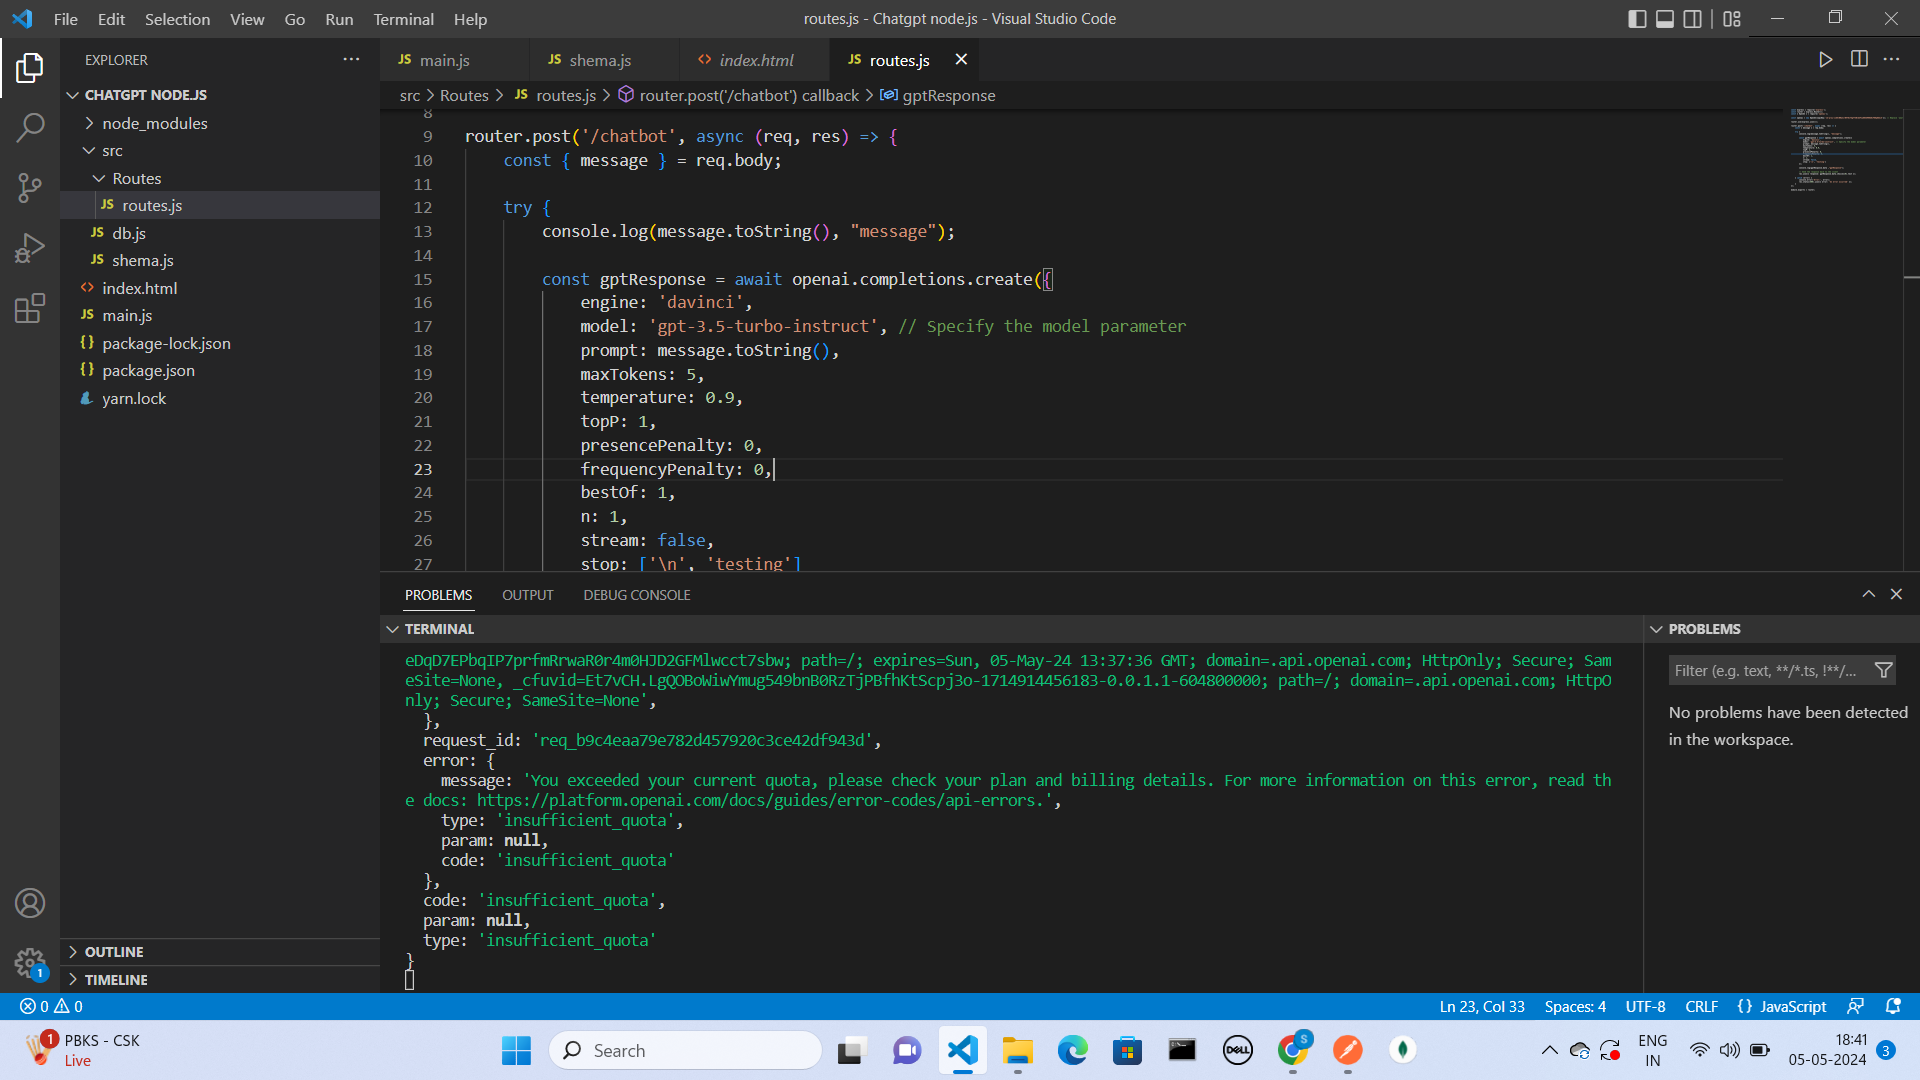 File Edit Selection View Go Run Terminal Help
routes.js - Chatgpt node.js - Visual Studio Code
EXPLORER
CHATGPT NODE.JS
node_modules
src
Routes
JS routes.js
JS db.js
JS shema.js
<> index.html
JS main.js
{} package-lock.json
{} package.json
yarn.lock
OUTLINE
TIMELINE
1
JS main.js
JS shema.js
<> index.html
JS routes.js
src > Routes > JS routes.js > router.post('/chatbot') callback > gptResponse
8
9 router.post('/chatbot', async (req, res) => {
10 const { message } = req.body;
11
12 try {
13 console.log(message.toString(), "message");
14
15 const gptResponse = await openai.completions.create({
16 engine: 'davinci',
17 model: 'gpt-3.5-turbo-instruct', // Specify the model parameter
18 prompt: message.toString(),
19 maxTokens: 5,
20 temperature: 0.9,
21 topP: 1,
22 presencePenalty: 0,
23 frequencyPenalty: 0,
24 bestOf: 1,
25 n: 1,
26 stream: false,
27 stop: ['\n', 'testing']
PROBLEMS OUTPUT DEBUG CONSOLE
TERMINAL
eDqD7EPbqIP7prfmRrwaR0r4m0HJD2GFMlwcct7sbw; path=/; expires=Sun, 05-May-24 13:37:36 GMT; domain=.api.openai.com; HttpOnly; Secure; Sam
eSite=None, _cfuvid=Et7vCH.LgQOBoWiwYmug549bnB0RzTjPBfhKtScpj3o-1714914456183-0.0.1.1-604800000; path=/; domain=.api.openai.com; HttpO
nly; Secure; SameSite=None',
},
request_id: 'req_b9c4eaa79e782d457920c3ce42df943d',
error: {
message: 'You exceeded your current quota, please check your plan and billing details. For more information on this error, read th
e docs: https://platform.openai.com/docs/guides/error-codes/api-errors.',
type: 'insufficient_quota',
param: null,
code: 'insufficient_quota'
},
code: 'insufficient_quota',
param: null,
type: 'insufficient_quota'
}
PROBLEMS
Filter (e.g. text, **/*.ts, !**/...
No problems have been detected
in the workspace.
0 0
Ln 23, Col 33 Spaces: 4 UTF-8 CRLF {} JavaScript
1
PBKS - CSK
Live
Search
DELL
S
ENG
IN
18:41
05-05-2024
3